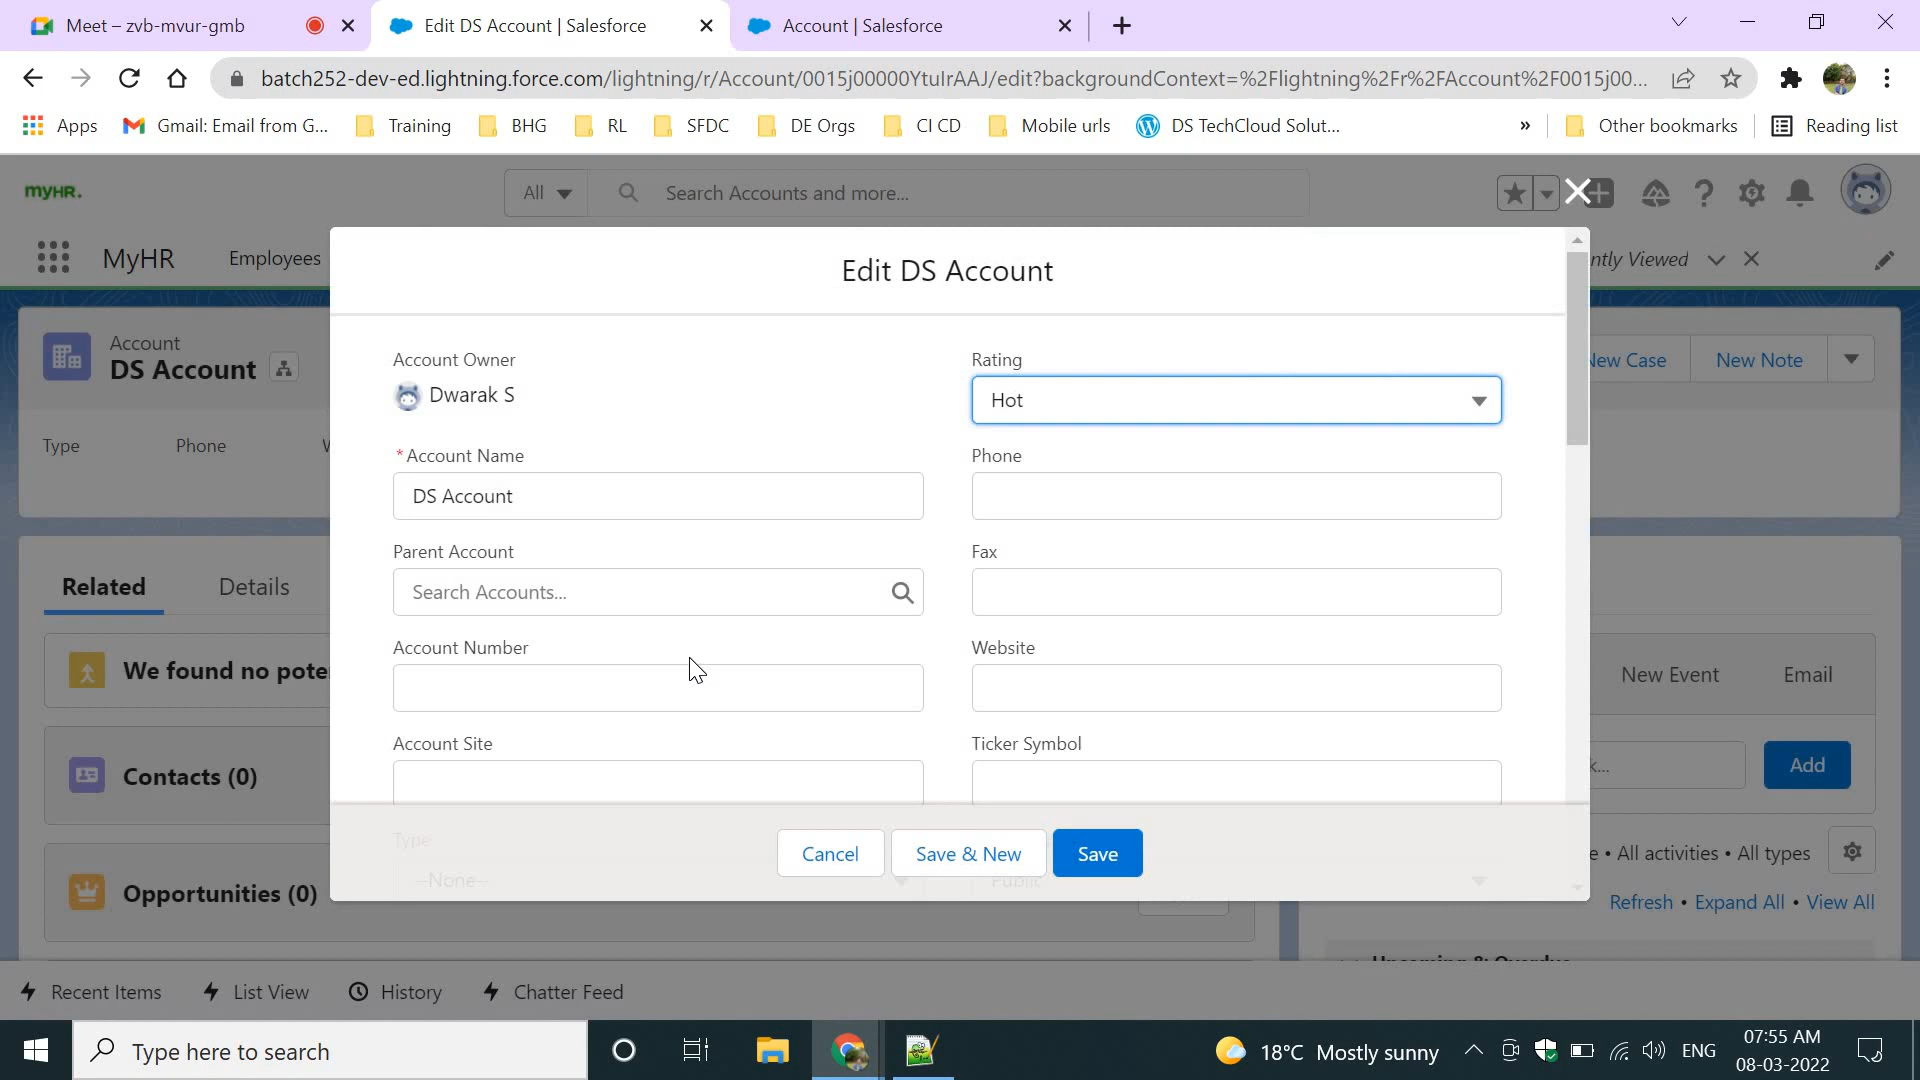 Meet – zvb-mvur-gmb
Edit DS Account | Salesforce
Account | Salesforce
batch252-dev-ed.lightning.force.com/lightning/r/Account/0015j00000YtuIrAAJ/edit?backgroundContext=%2Flightning%2Fr%2FAccount%2F0015j00...
Apps
Gmail: Email from G...
Training
BHG
RL
SFDC
DE Orgs
CI CD
Mobile urls
DS TechCloud Solut...
»
Other bookmarks
Reading list
myHR.
All
Search Accounts and more...
MyHR
Employees
ntly Viewed
Edit DS Account
Account
DS Account
New Case
New Note
Type
Phone
Account Owner
Dwarak S
Rating
Hot
*Account Name
DS Account
Phone
Parent Account
Search Accounts...
Fax
Account Number
Website
Account Site
Ticker Symbol
Type
--None--
Public
Cancel
Save & New
Save
Related
Details
We found no pote
Contacts (0)
Opportunities (0)
New Event
Email
k...
Add
e • All activities • All types
Refresh • Expand All • View All
Upcoming & Overdue
Recent Items
List View
History
Chatter Feed
Type here to search
18°C Mostly sunny
ENG
07:55 AM
08-03-2022